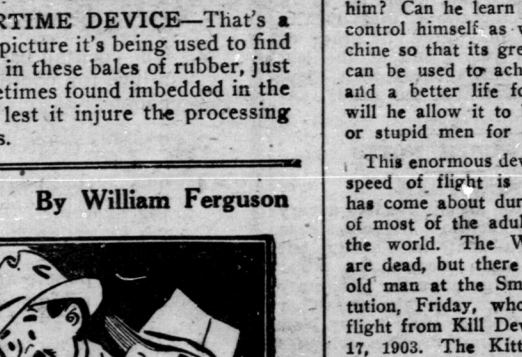 RTIME DEVICE—That's a
picture it's being used to find
in these bales of rubber, just
etimes found imbedded in the
lest it injure the processing
s.
By William Ferguson
him? Can he learn
control himself as w
chine so that its gre
can be used to ach
and a better life fo
will he allow it to
or stupid men for
This enormous dev
speed of flight is
has come about dur
of most of the adul
the world. The W
are dead, but there
old man at the Sm
tution, Friday, who
flight from Kill Dev
17, 1903. The Kitt